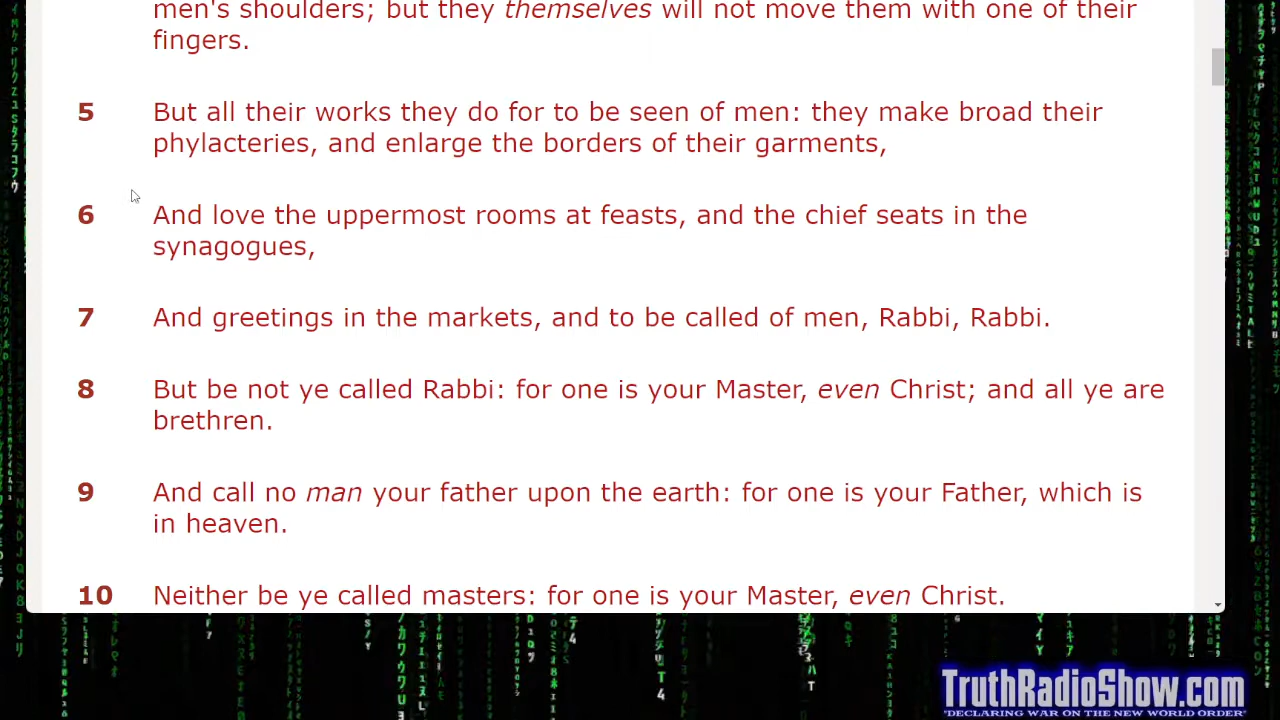 men's shoulders; but they themselves will not move them with one of their
fingers.
5 But all their works they do for to be seen of men: they make broad their
phylacteries, and enlarge the borders of their garments,
6 And love the uppermost rooms at feasts, and the chief seats in the
synagogues,
7 And greetings in the markets, and to be called of men, Rabbi, Rabbi.
8 But be not ye called Rabbi: for one is your Master, even Christ; and all ye are
brethren.
9 And call no man your father upon the earth: for one is your Father, which is
in heaven.
10 Neither be ye called masters: for one is your Master, even Christ.
TruthRadioShow.com
"DECLARING WAR ON THE NEW WORLD ORDER"